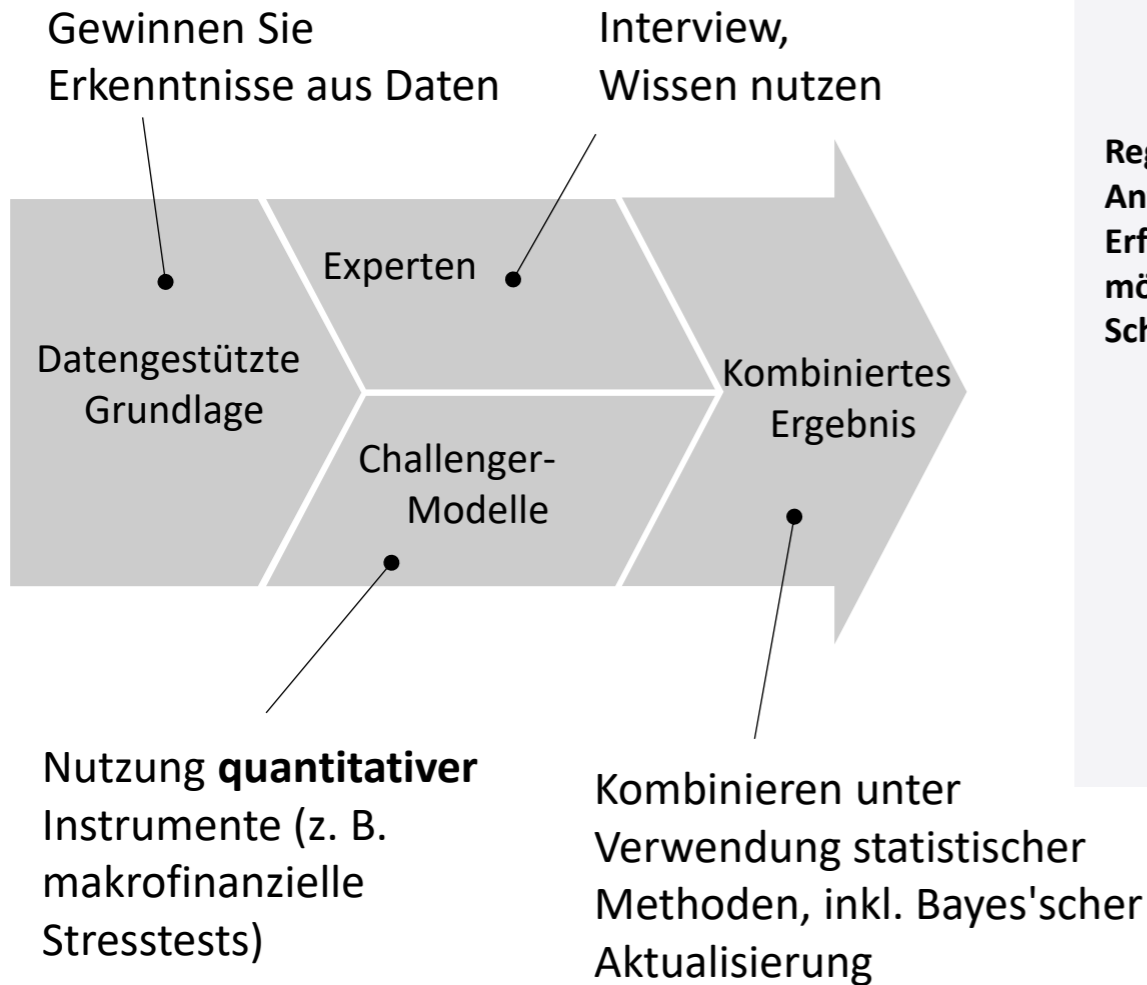 Gewinnen Sie
Erkenntnisse aus Daten
Interview,
Wissen nutzen
Experten
Datengestützte
Grundlage
Challenger-
Modelle
Kombiniertes
Ergebnis
Nutzung quantitativer
Instrumente (z. B.
makrofinanzielle
Stresstests)
Kombinieren unter
Verwendung statistischer
Methoden, inkl. Bayes'scher
Aktualisierung